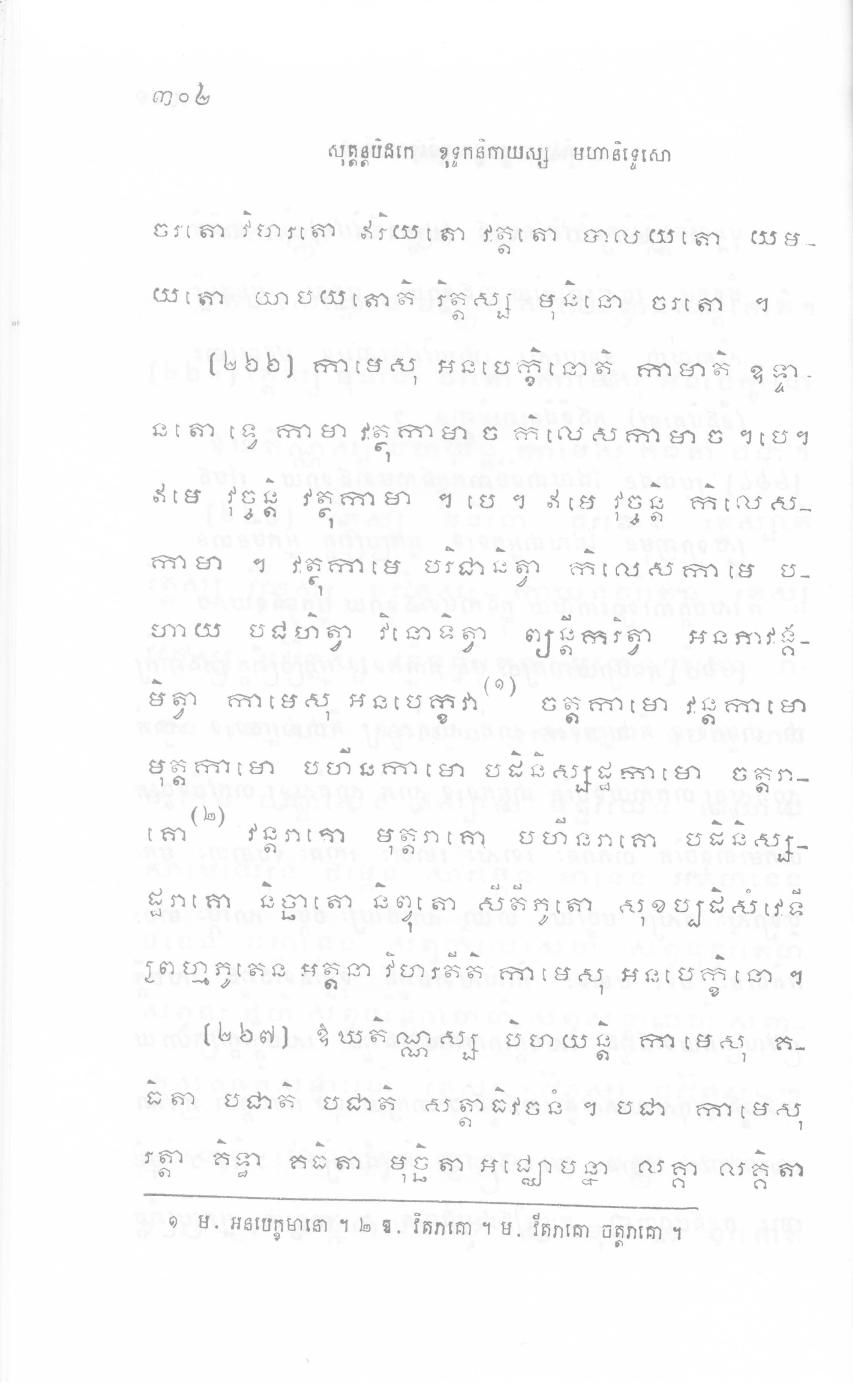 ៣០២
សុត្តន្តបិដកេ ខុទ្ទកនិកាយស្ស មហានិទ្ទេសោ
ចរតោ វិហរតោ ឥរិយតោ វត្តតោ បាលយតោ យម-
យតោ យាបយតោតិ រិត្តស្ស មុនិនោ ចរតោ ។
[២៦៦] កាមេសុ អនបេក្ខិនោតិ កាមាតិ ឧទ្ទា-
នតោ ទ្វេ កាមា វត្ថុកាមា ច កិលេសកាមា ច ។បេ។
ឥមេ វុច្ចន្តិ វត្ថុកាមា ។ បេ ។ ឥមេ វុច្ចន្តិ កិលេស-
កាមា ។ វត្ថុកាមេ បរិជានិត្វា កិលេសកាមេ ប-
ហាយ បជហិត្វា វិនោទិត្វា ព្យន្តីការិត្វា អនភាវង្គ-
មិត្វា កាមេសុ អនបេក្ខវា(១) ចត្តកាមោ វន្តកាមោ
មុត្តកាមោ បហីនកាមោ បដិនិស្សដ្ឋកាមោ ចត្តរា-
គោ(២) វន្តរាគោ មុត្តរាគោ បហីនរាគោ បដិនិស្ស-
ដ្ឋរាគោ និច្ឆាតោ និព្វុតោ សីតីភូតោ សុខប្បដិសំវេទី
ព្រហ្មភូតេន អត្តនា វិហរតីតិ កាមេសុ អនបេក្ខិនោ ។
[២៦៧] ឱឃតិណ្ណស្ស បិហយន្តិ កាមេសុ គ-
ធិតា បជាតិ បជាតិ សត្តាធិវចនំ ។ បជា កាមេសុ
រត្តា គិទ្ធា គធិតា មុច្ឆិតា អជ្ឈោបន្នា លគ្គា លគ្គិតា
១ ម. អនបេក្ខមានោ ។ ២ ឱ. វិតរាគោ ។ ម. វីតរាគោ ចត្តរាគោ ។